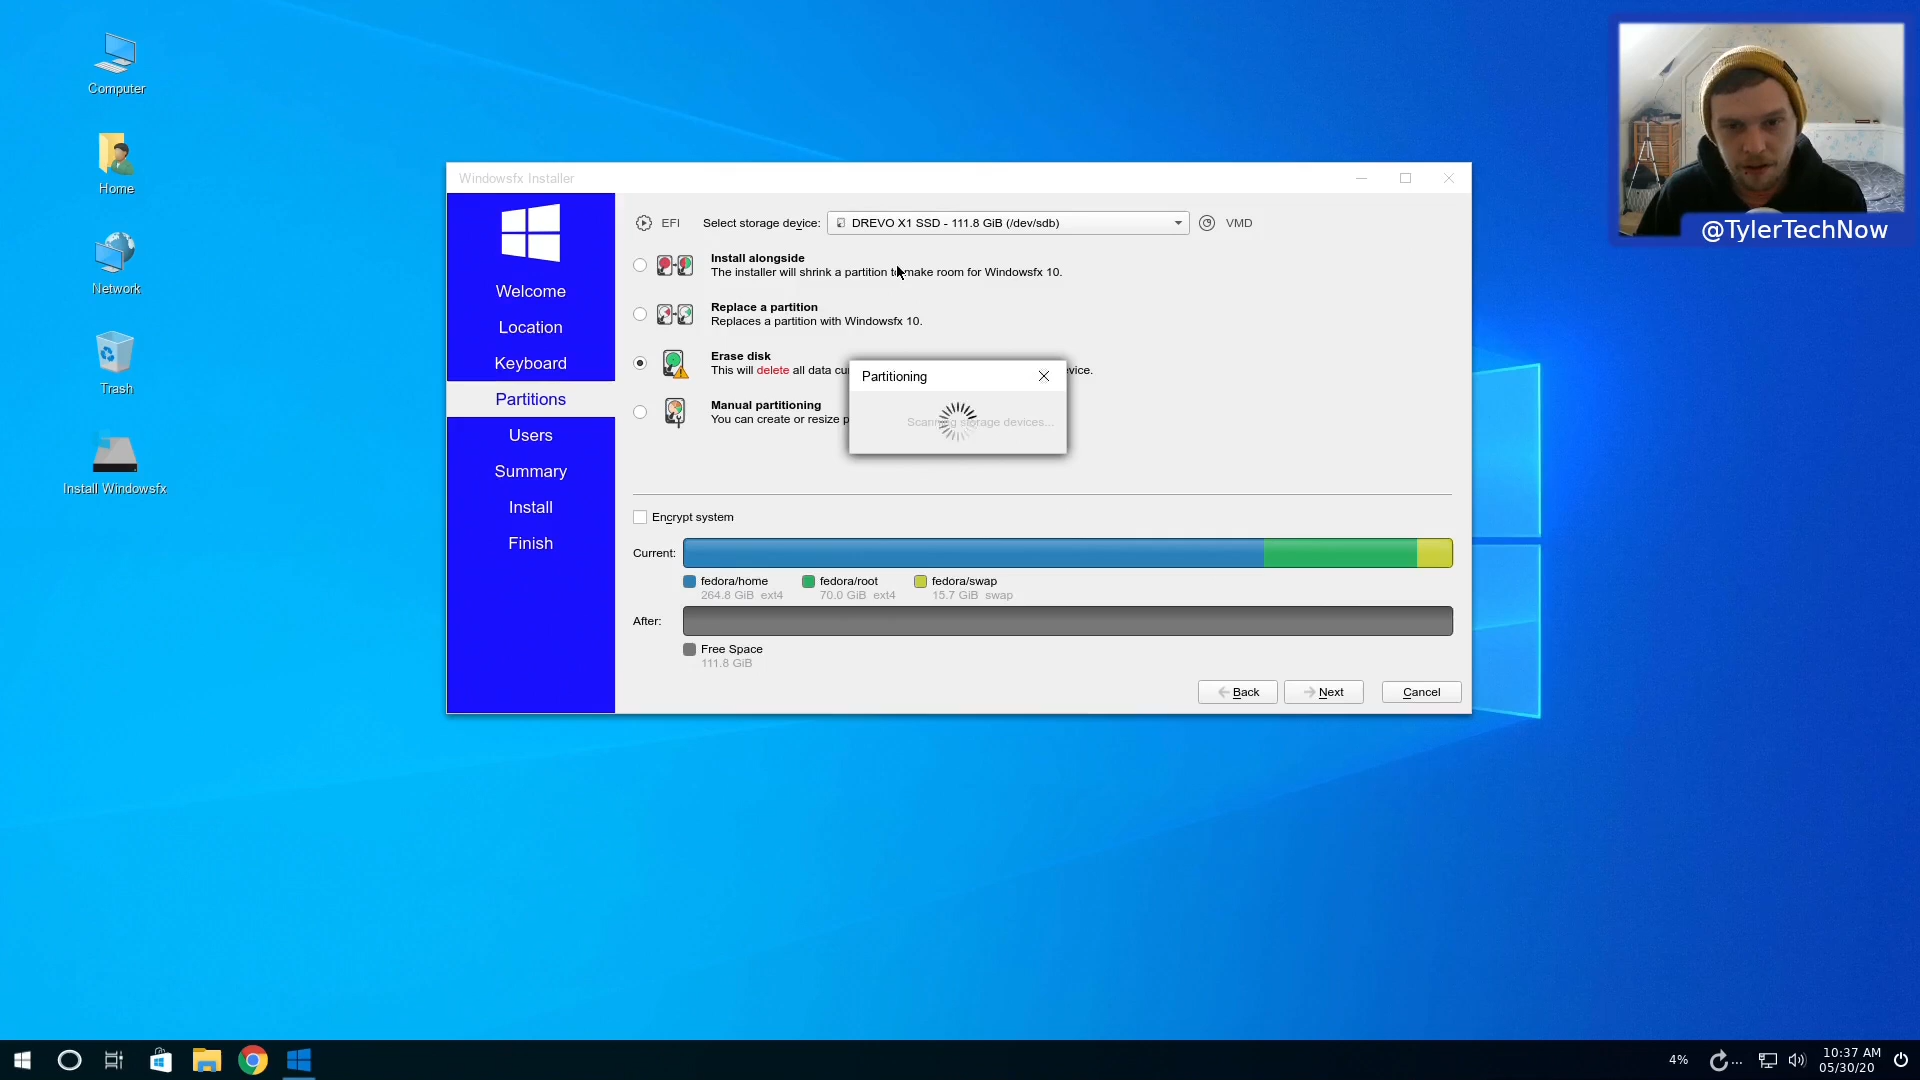 Computer
Home
Network
Trash
Install Windowsfx
@TylerTechNow
Windowsfx Installer
Welcome
Location
Keyboard
Partitions
Users
Summary
Install
Finish
EFI Select storage device: DREVO X1 SSD - 111.8 GiB (/dev/sdb) VMD
Install alongside
The installer will shrink a partition to make room for Windowsfx 10.
Replace a partition
Replaces a partition with Windowsfx 10.
Erase disk
This will delete all data
Manual partitioning
You can create or resize
Partitioning
Scanning storage devices...
Encrypt system
Current:
fedora/home fedora/root fedora/swap
264.8 GiB ext4 70.0 GiB ext4 15.7 GiB swap
After:
Free Space
111.8 GiB
Back Next Cancel
4% ... 10:37 AM
05/30/20